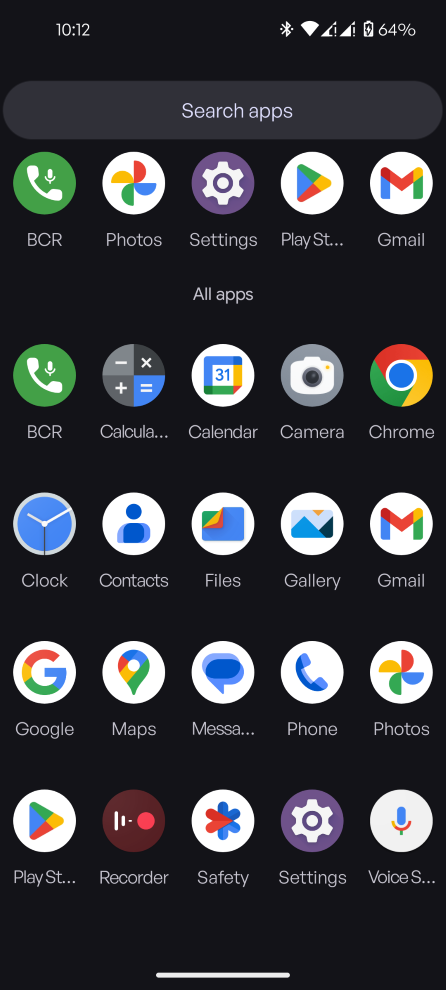 10:12 64%
Search apps
BCR Photos Settings Play St... Gmail
All apps
31
BCR Calcula... Calendar Camera Chrome
Clock Contacts Files Gallery Gmail
Google Maps Messa... Phone Photos
Play St... Recorder Safety Settings Voice S...